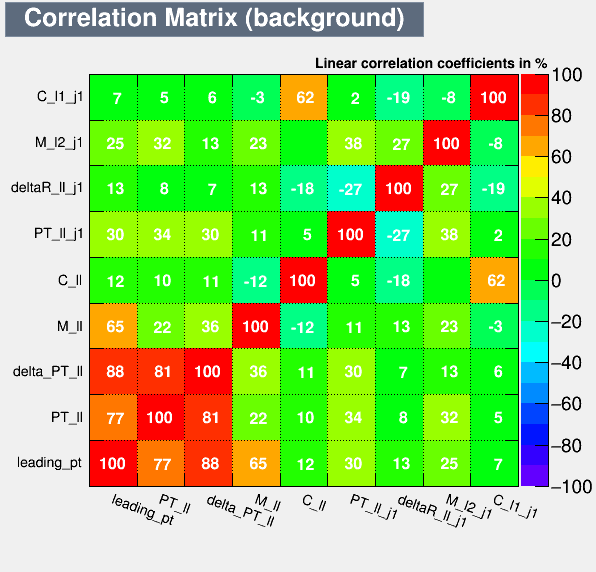 Correlation Matrix (background)
Linear correlation coefficients in %
C_l1_j1 7 5 6 -3 62 2 -19 -8 100
M_l2_j1 25 32 13 23 38 27 100 -8
deltaR_ll_j1 13 8 7 13 -18 -27 100 27 -19
PT_ll_j1 30 34 30 11 5 100 -27 38 2
C_ll 12 10 11 -12 100 5 -18 62
M_ll 65 22 36 100 -12 11 13 23 -3
delta_PT_ll 88 81 100 36 11 30 7 13 6
PT_ll 77 100 81 22 10 34 8 32 5
leading_pt 100 77 88 65 12 30 13 25 7
leading_pt PT_ll delta_PT_ll M_ll C_ll PT_ll_j1 deltaR_ll_j1 M_l2_j1 C_l1_j1
100
80
60
40
20
0
−20
−40
−60
−80
−100